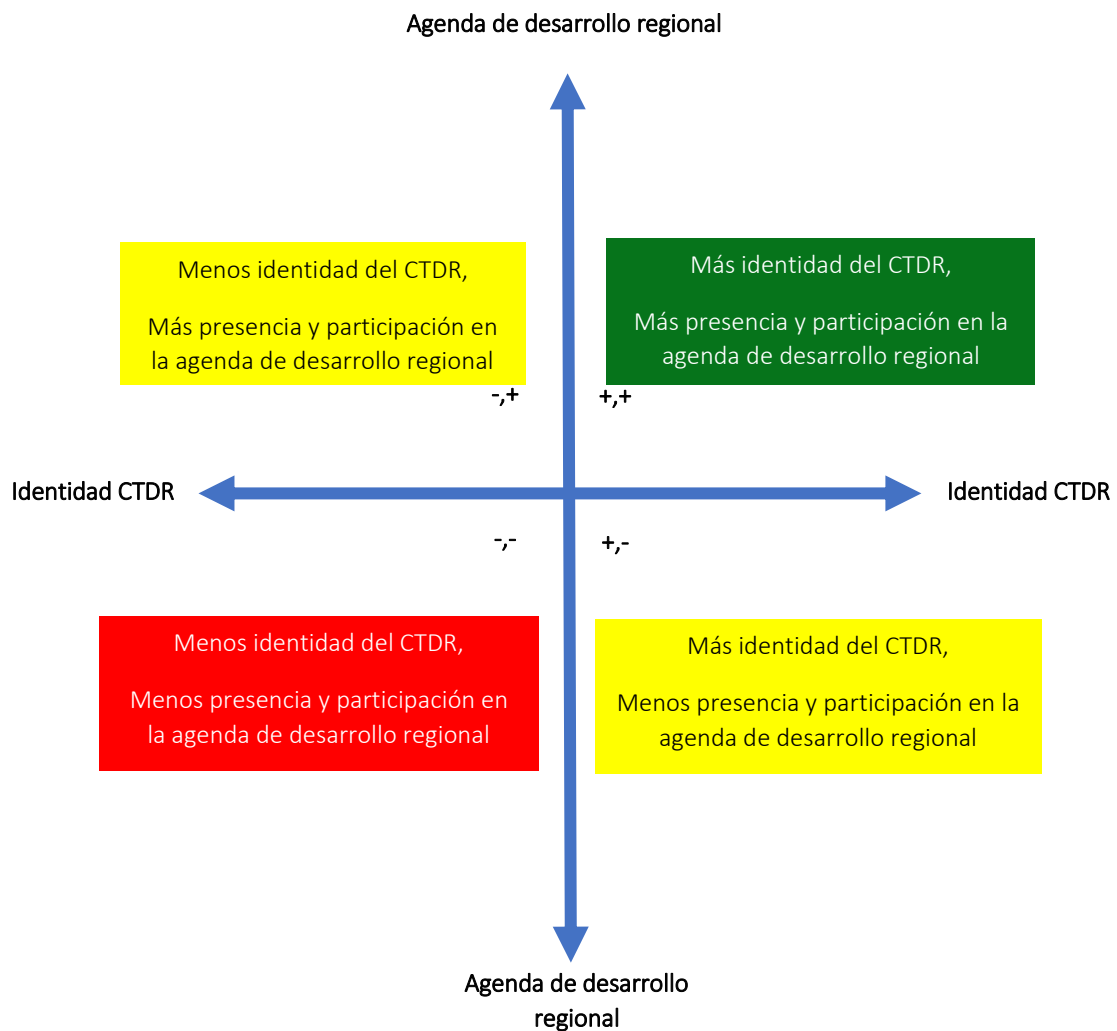 Agenda de desarrollo regional
Menos identidad del CTDR,
Más presencia y participación en
la agenda de desarrollo regional
-,+
Más identidad del CTDR,
Más presencia y participación en la
agenda de desarrollo regional
+,+
Identidad CTDR
Identidad CTDR
-,-
+,-
Menos identidad del CTDR,
Menos presencia y participación en
la agenda de desarrollo regional
Más identidad del CTDR,
Menos presencia y participación en la
agenda de desarrollo regional
Agenda de desarrollo
regional